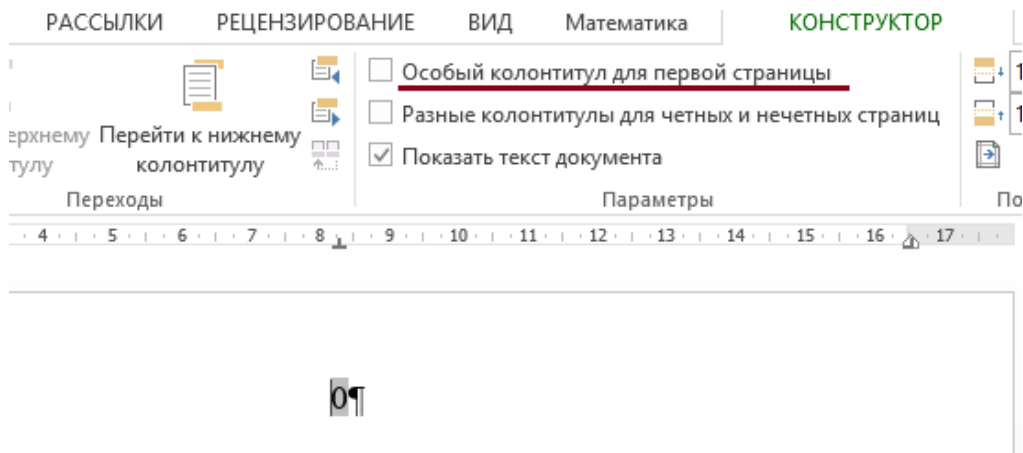 РАССЫЛКИ РЕЦЕНЗИРОВАНИЕ ВИД Математика КОНСТРУКТОР
Особый колонтитул для первой страницы
Разные колонтитулы для четных и нечетных страниц
Показать текст документа
ерхнему
тулу
Перейти к нижнему
колонтитулу
1
1
Переходы Параметры По
4 5 6 7 8 9 10 11 12 13 14 15 16 17
0¶